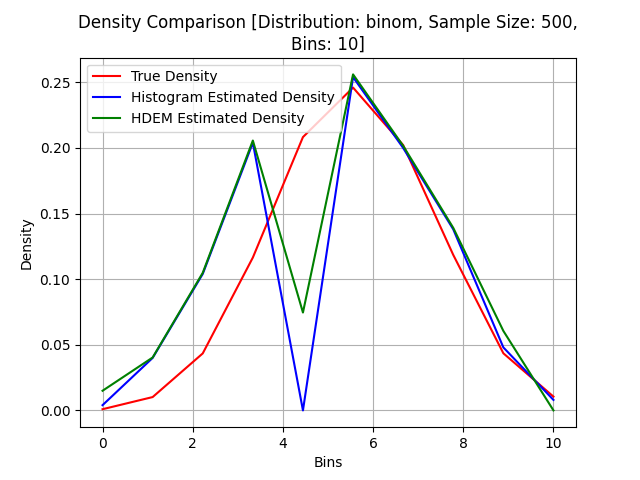 Density Comparison [Distribution: binom, Sample Size: 500,
Bins: 10]
True Density
Histogram Estimated Density
HDEM Estimated Density
0.25
0.20
0.15
0.10
0.05
0.00
Density
0 2 4 6 8 10
Bins